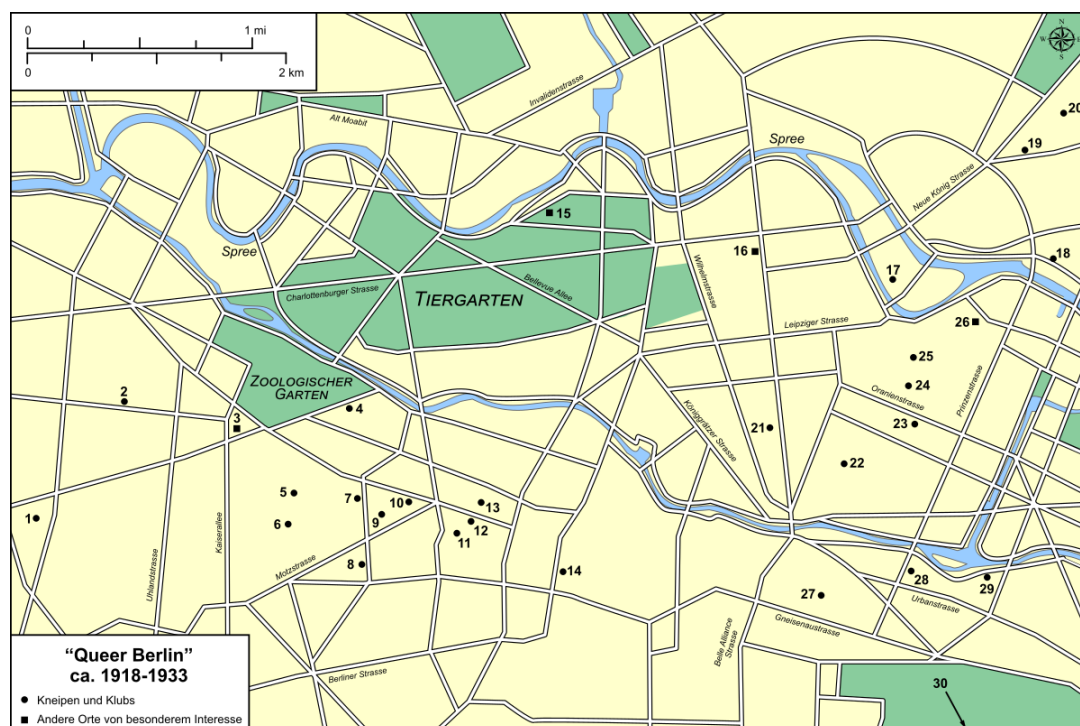 0 1 mi
0 2 km
N
W E
S
Invalidenstrasse
Alt Moabit
20
Spree
19
Neue König Strasse
15
Spree
16
18
Wilhelmstrasse
17
Bellevue Allee
Charlottenburger Strasse
TIERGARTEN
Leipziger Strasse
26
25
ZOOLOGISCHER
GARTEN
24
2
Oranienstrasse
Prinzenstrasse
4
3
Königgrätzer Strasse
23
21
22
5
7
10
13
1
6
9
12
11
Kaiserallee
Uhlandstrasse
Motzstrasse
8
14
28
29
27
Urbanstrasse
Gneisenaustrasse
Belle Alliance
Strasse
Berliner Strasse
30
“Queer Berlin”
ca. 1918-1933
Kneipen und Klubs
Andere Orte von besonderem Interesse